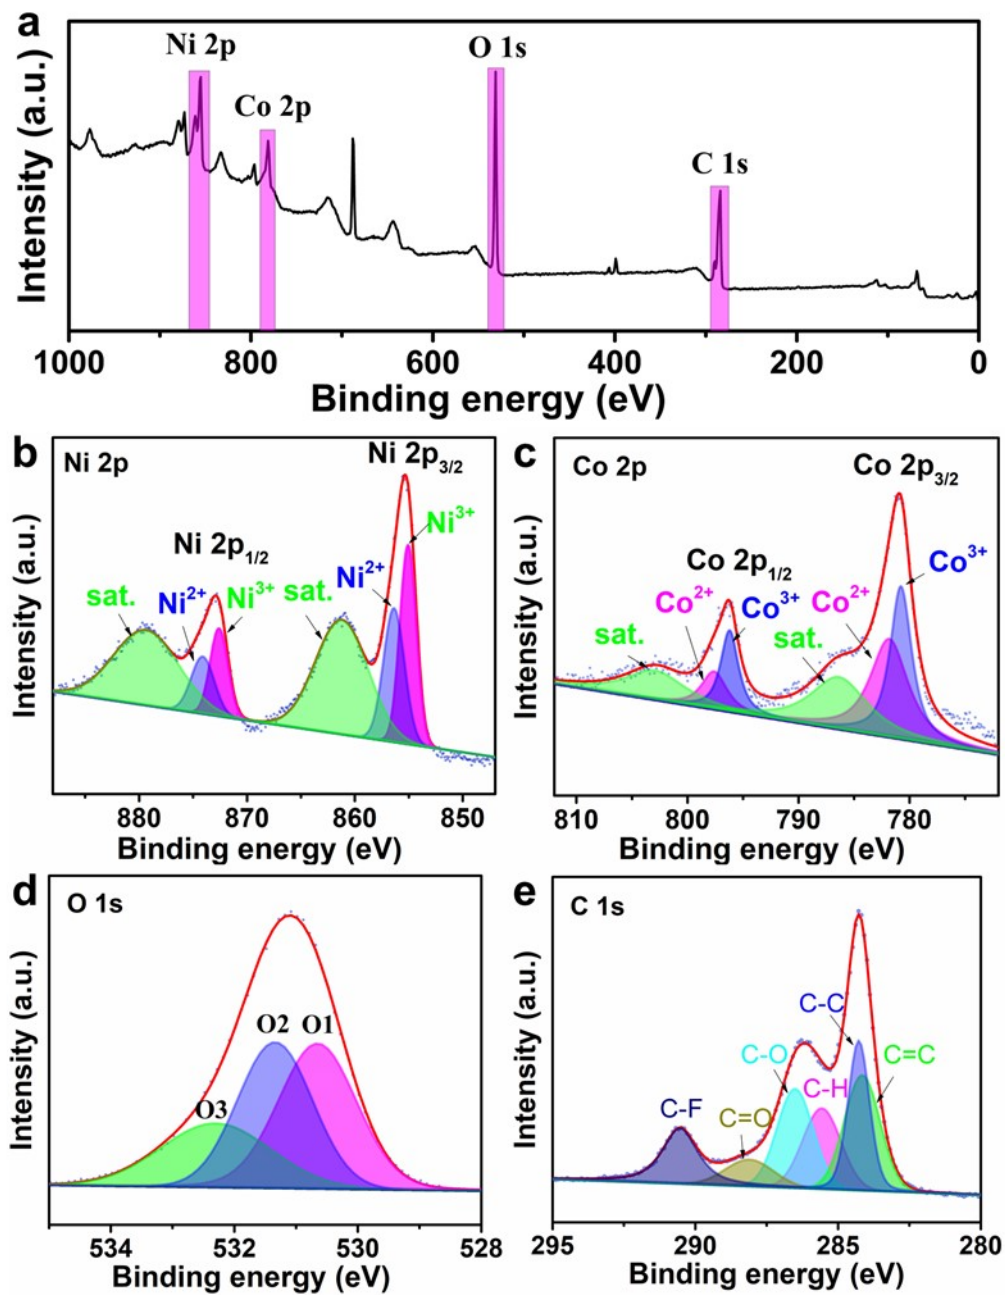 a
Ni 2p
Co 2p
O 1s
C 1s
Intensity (a.u.)
1000 800 600 400 200 0
Binding energy (eV)
b
Ni 2p
Ni 2p3/2
Ni3+
Ni 2p1/2
Ni2+
sat.
Ni2+
Ni3+
sat.
Intensity (a.u.)
880 870 860 850
Binding energy (eV)
c
Co 2p
Co 2p3/2
Co3+
Co 2p1/2
Co2+
Co3+
Co2+
sat.
sat.
Intensity (a.u.)
810 800 790 780
Binding energy (eV)
d
O 1s
O2
O1
O3
Intensity (a.u.)
534 532 530 528
Binding energy (eV)
e
C 1s
C-C
C-O
C=C
C-H
C-F
C=O
Intensity (a.u.)
295 290 285 280
Binding energy (eV)